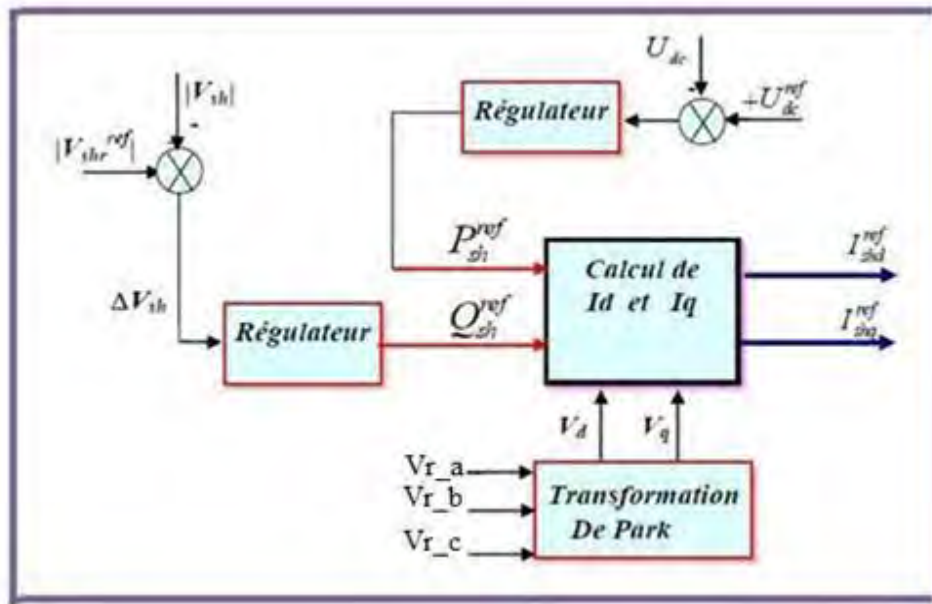 U_dc
-
+U_dc^ref
Régulateur
|V_sh|
-
|V_shr^ref|
P_sh^ref
Calcul de
Id et Iq
I_shd^ref
ΔV_sh
Régulateur
Q_sh^ref
I_shq^ref
V_d V_q
Vr_a
Vr_b
Vr_c
Transformation
De Park